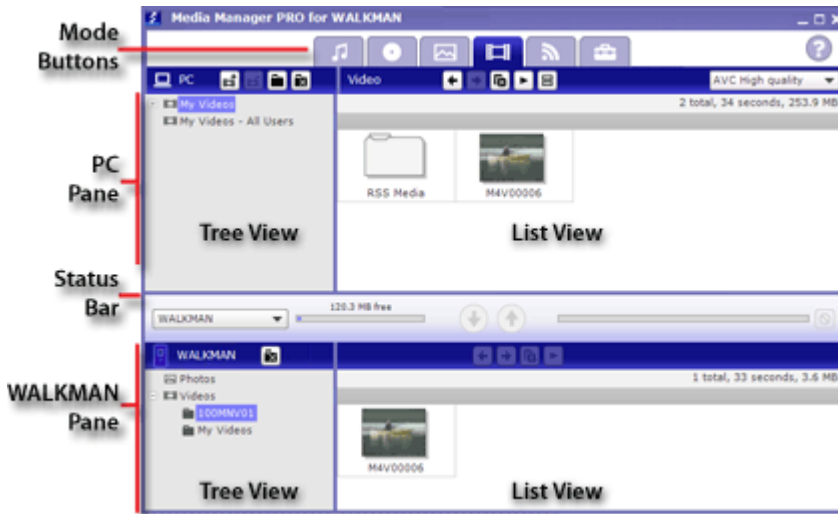 Media Manager PRO for WALKMAN
Mode
Buttons
PC
Video
AVC High quality
My Videos
2 total, 34 seconds, 253.9 MB
My Videos - All Users
PC
Pane
RSS Media
M4V00006
Tree View
List View
Status
Bar
120.3 MB free
WALKMAN
WALKMAN
Photos
1 total, 33 seconds, 3.6 MB
Videos
WALKMAN
Pane
100MNV01
My Videos
M4V00006
Tree View
List View